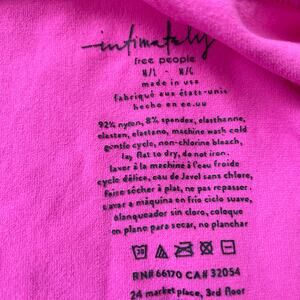 intimately
free people
M/L - M/G
made in usa
fabriqué aux états-unis
hecho en ee.uu
92% nylon, 8% spandex, elasthanne,
elastan, elastano, machine wash cold
gentle cycle, non-chlorine bleach,
lay flat to dry, do not iron.
laver à la machine à l'eau froide
cycle délica, eau de javel sans chlore,
faire sécher à plat, ne pas repasser.
lavar a máquina en frio ciclo suave,
blanqueador sin cloro, coloque
en plano para secar, no planchar
30
RN# 66170 CA# 32054
24 market place, 3rd floor